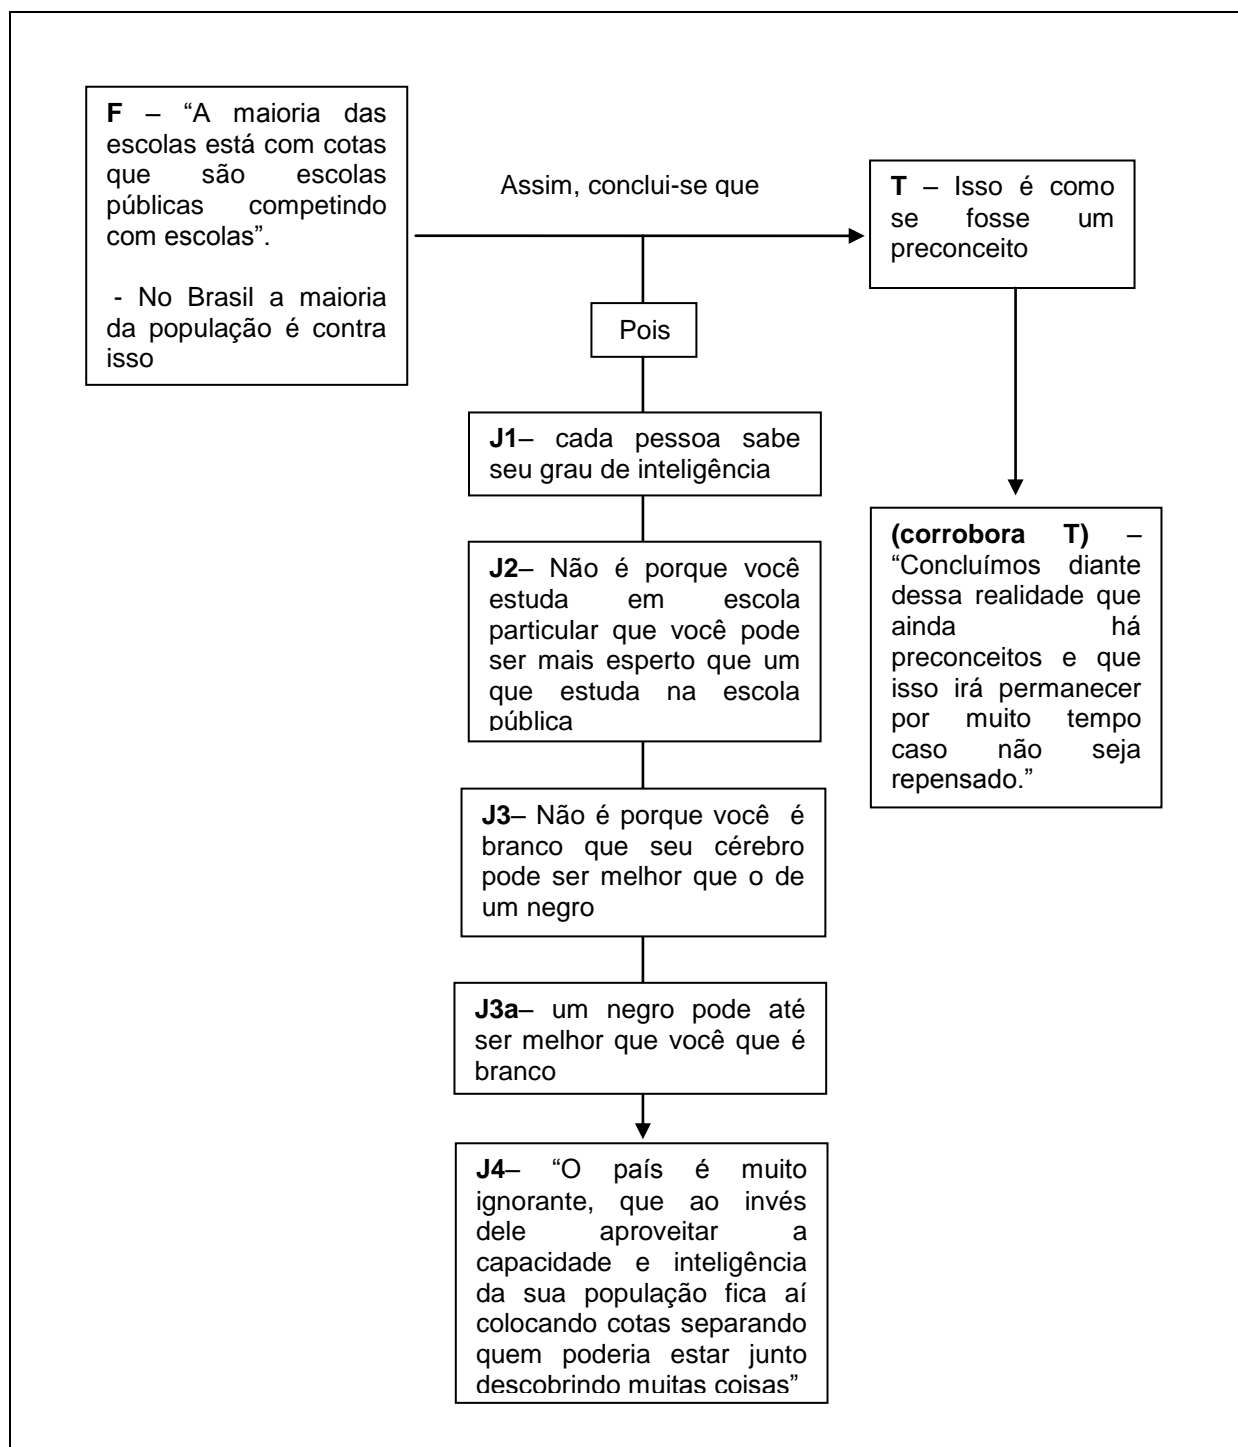 F – “A maioria das
escolas está com cotas
que são escolas
públicas competindo
com escolas”.
- No Brasil a maioria
da população é contra
isso
Assim, conclui-se que
T – Isso é como
se fosse um
preconceito
Pois
J1– cada pessoa sabe
seu grau de inteligência
J2– Não é porque você
estuda em escola
particular que você pode
ser mais esperto que um
que estuda na escola
pública
J3– Não é porque você é
branco que seu cérebro
pode ser melhor que o de
um negro
J3a– um negro pode até
ser melhor que você que é
branco
J4– “O país é muito
ignorante, que ao invés
dele aproveitar a
capacidade e inteligência
da sua população fica aí
colocando cotas separando
quem poderia estar junto
descobrindo muitas coisas”
(corrobora T) –
“Concluímos diante
dessa realidade que
ainda há
preconceitos e que
isso irá permanecer
por muito tempo
caso não seja
repensado.”